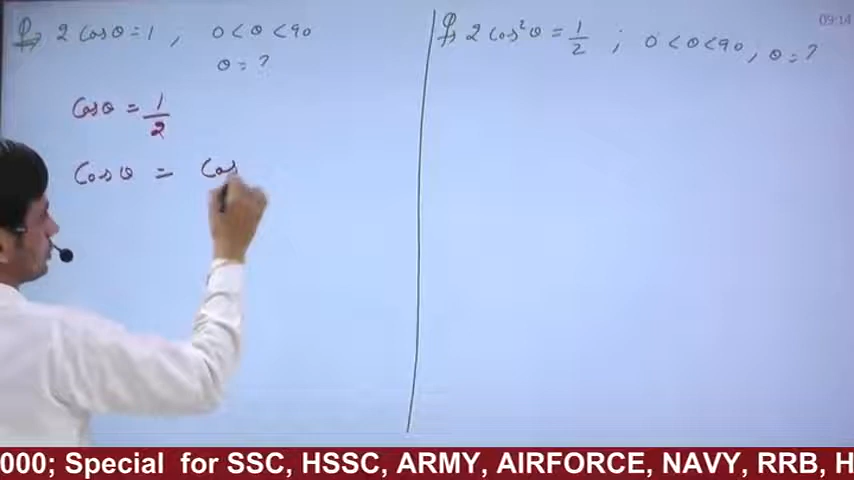 Q, 2 cosθ = 1 , 0 < θ < 90
θ = ?
Cosθ = 1/2
Cosθ = Cos
Q, 2 cos²θ = 1/2 ; 0 < θ < 90, θ = ?
09:14
000; Special for SSC, HSSC, ARMY, AIRFORCE, NAVY, RRB, H